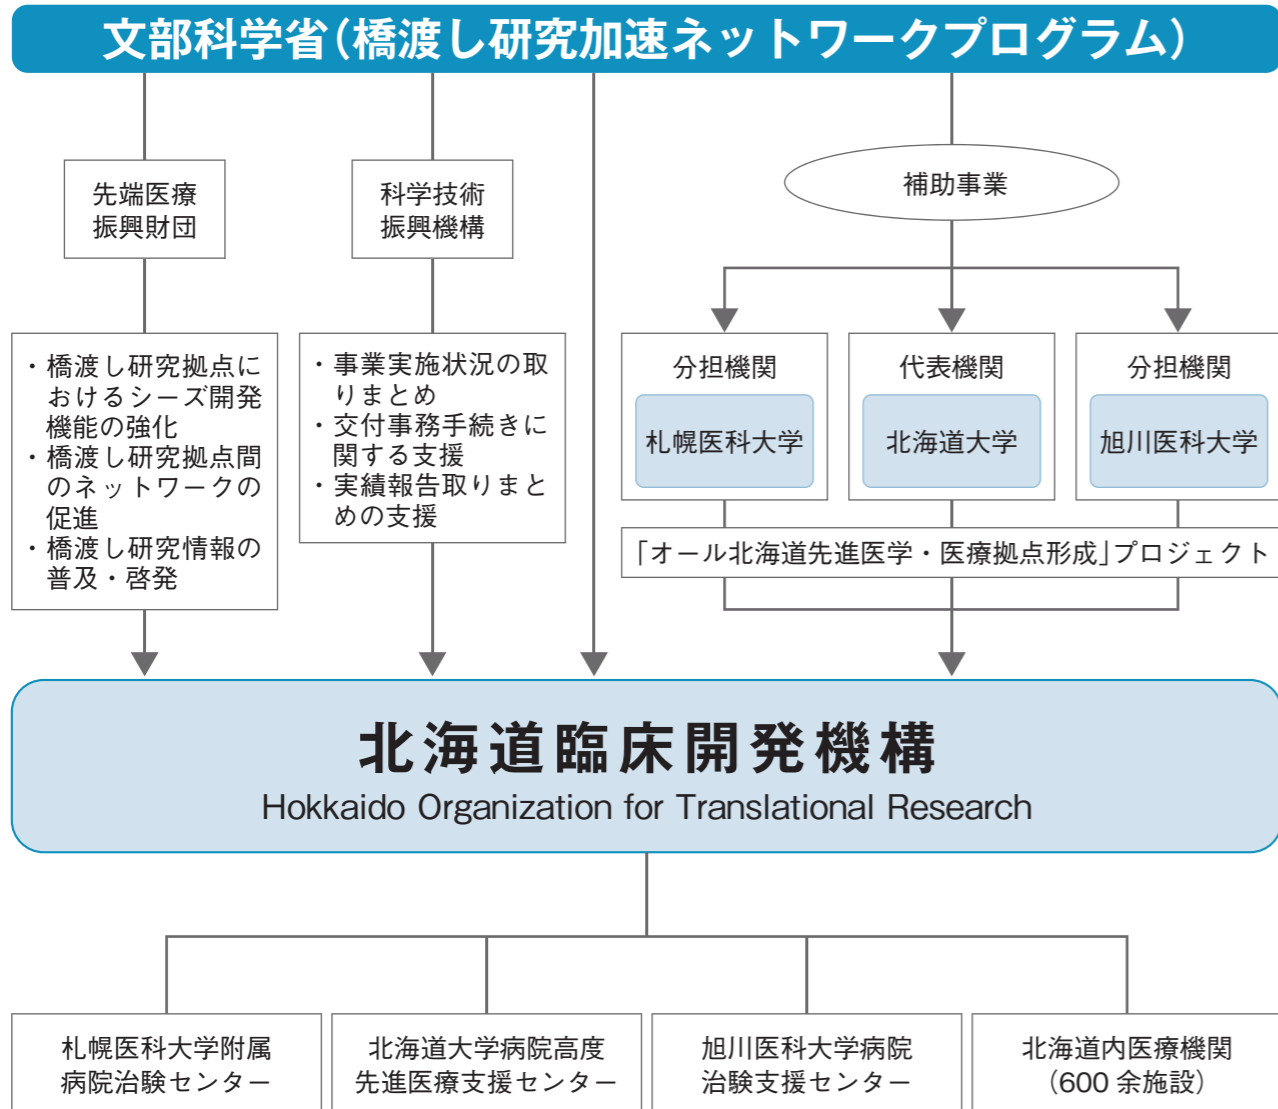 文部科学省(橋渡し研究加速ネットワークプログラム)
先端医療
振興財団
科学技術
振興機構
補助事業
・橋渡し研究拠点に
おけるシーズ開発
機能の強化
・橋渡し研究拠点間
のネットワークの
促進
・橋渡し研究情報の
普及・啓発
・事業実施状況の取
りまとめ
・交付事務手続きに
関する支援
・実績報告取りまと
めの支援
分担機関
札幌医科大学
代表機関
北海道大学
分担機関
旭川医科大学
「オール北海道先進医学・医療拠点形成」プロジェクト
北海道臨床開発機構
Hokkaido Organization for Translational Research
札幌医科大学附属
病院治験センター
北海道大学病院高度
先進医療支援センター
旭川医科大学病院
治験支援センター
北海道内医療機関
(600 余施設)